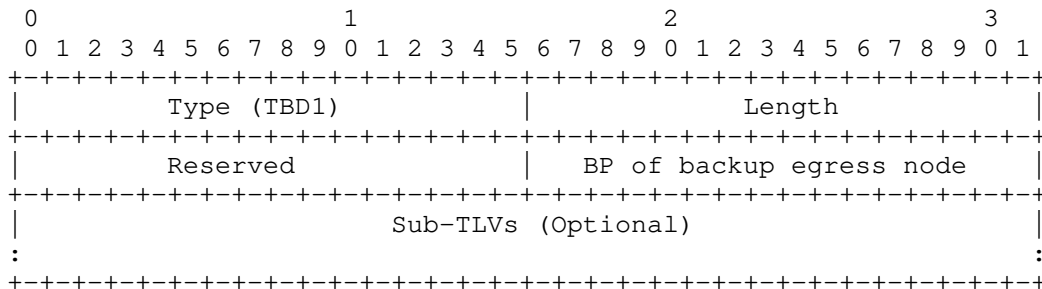 0                   1                   2                   3
 0 1 2 3 4 5 6 7 8 9 0 1 2 3 4 5 6 7 8 9 0 1 2 3 4 5 6 7 8 9 0 1
+-+-+-+-+-+-+-+-+-+-+-+-+-+-+-+-+-+-+-+-+-+-+-+-+-+-+-+-+-+-+-+-+
|         Type (TBD1)           |             Length            |
+-+-+-+-+-+-+-+-+-+-+-+-+-+-+-+-+-+-+-+-+-+-+-+-+-+-+-+-+-+-+-+-+
|         Reserved              |   BP of backup egress node    |
+-+-+-+-+-+-+-+-+-+-+-+-+-+-+-+-+-+-+-+-+-+-+-+-+-+-+-+-+-+-+-+-+
|                       Sub-TLVs (Optional)                     |
:                                                               :
+-+-+-+-+-+-+-+-+-+-+-+-+-+-+-+-+-+-+-+-+-+-+-+-+-+-+-+-+-+-+-+-+